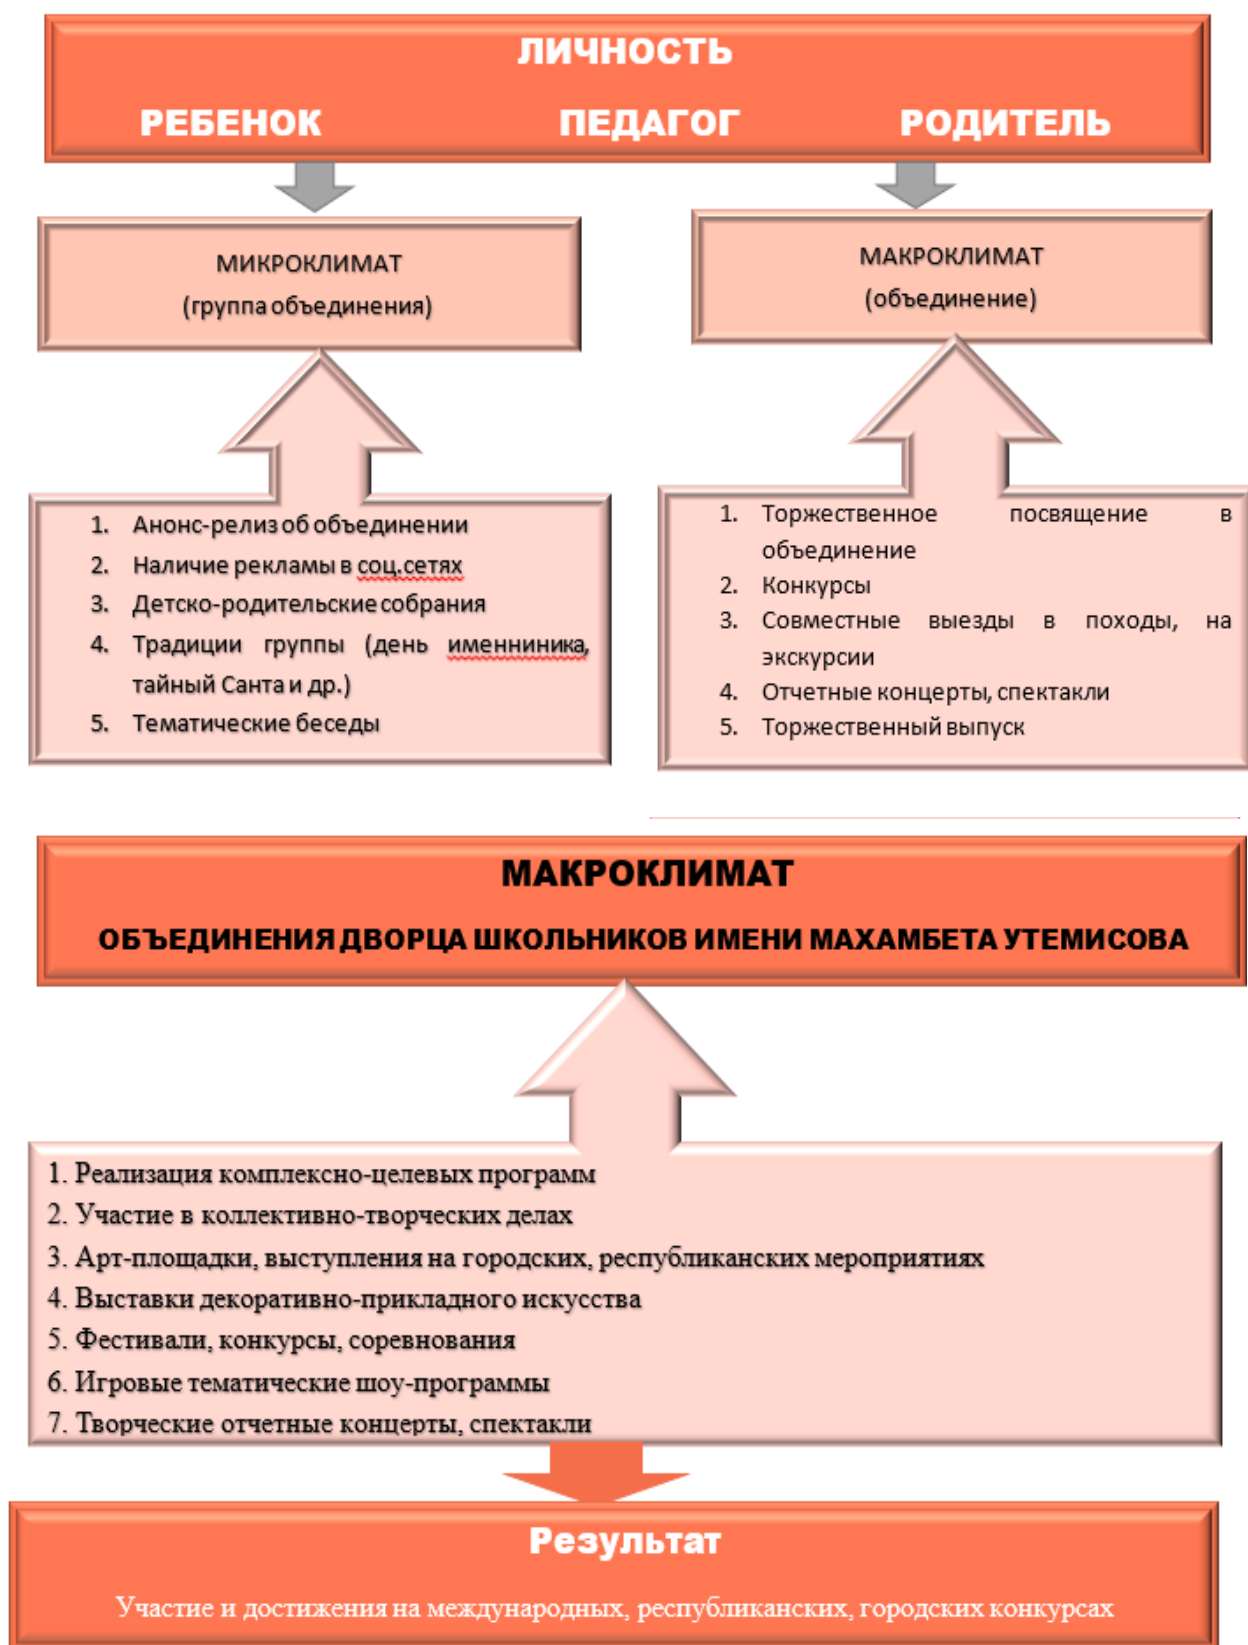 ЛИЧНОСТЬ
РЕБЕНОК ПЕДАГОГ РОДИТЕЛЬ
МИКРОКЛИМАТ
(группа объединения)
МАКРОКЛИМАТ
(объединение)
1. Анонс-релиз об объединении
2. Наличие рекламы в соц.сетях
3. Детско-родительские собрания
4. Традиции группы (день именниника,
тайный Санта и др.)
5. Тематические беседы
1. Торжественное посвящение в
объединение
2. Конкурсы
3. Совместные выезды в походы, на
экскурсии
4. Отчетные концерты, спектакли
5. Торжественный выпуск
МАКРОКЛИМАТ
ОБЪЕДИНЕНИЯ ДВОРЦА ШКОЛЬНИКОВ ИМЕНИ МАХАМБЕТА УТЕМИСОВА
1. Реализация комплексно-целевых программ
2. Участие в коллективно-творческих делах
3. Арт-площадки, выступления на городских, республиканских мероприятиях
4. Выставки декоративно-прикладного искусства
5. Фестивали, конкурсы, соревнования
6. Игровые тематические шоу-программы
7. Творческие отчетные концерты, спектакли
Результат
Участие и достижения на международных, республиканских, городских конкурсах